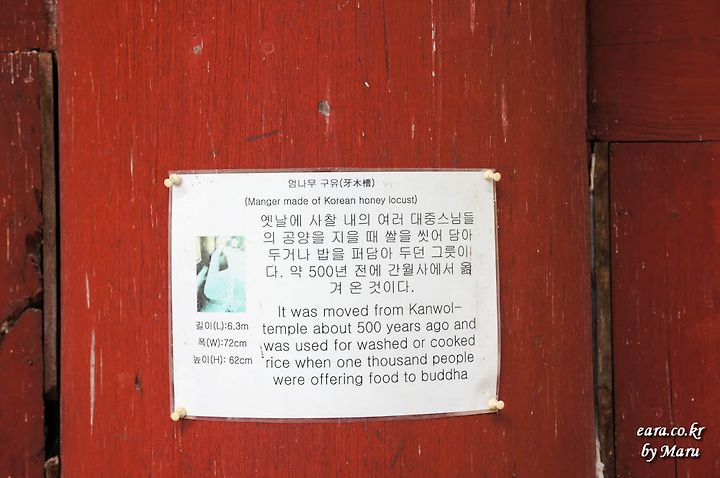 엄나무 구유(牙木槽)
(Manger made of Korean honey locust)
옛날에 사찰 내의 여러 대중스님들
의 공양을 지을 때 쌀을 씻어 담아
두거나 밥을 퍼담아 두던 그릇이
다. 약 500년 전에 간월사에서 옮
겨 온 것이다.
길이(L):6.3m
폭(W):72cm
높이(H): 62cm
It was moved from Kanwol-
temple about 500 years ago and
was used for washed or cooked
rice when one thousand people
were offering food to buddha
eara.co.kr
by Maru